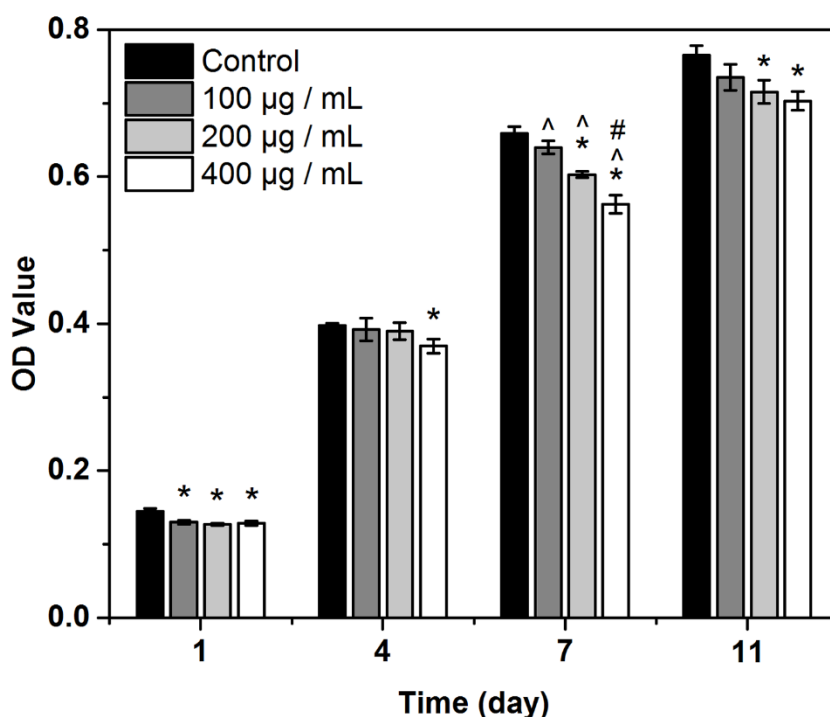 Control
100 µg / mL
200 µg / mL
400 µg / mL
OD Value
0.8
0.6
0.4
0.2
0.0
* * *
*
^
^
*
#
^
*
* *
1 4 7 11
Time (day)